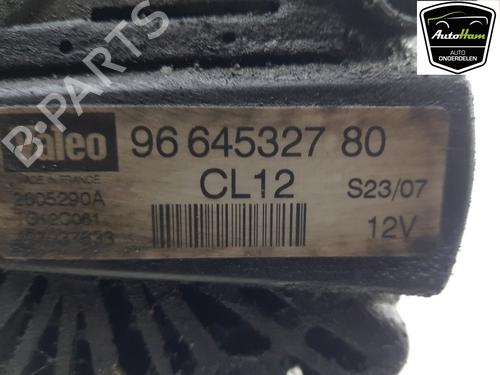 AutoHam
AUTO
ONDERDELEN
B-PARTS
Valeo
96 645327 80
MADE IN FRANCE
CL12
S23/07
2605290A
12V